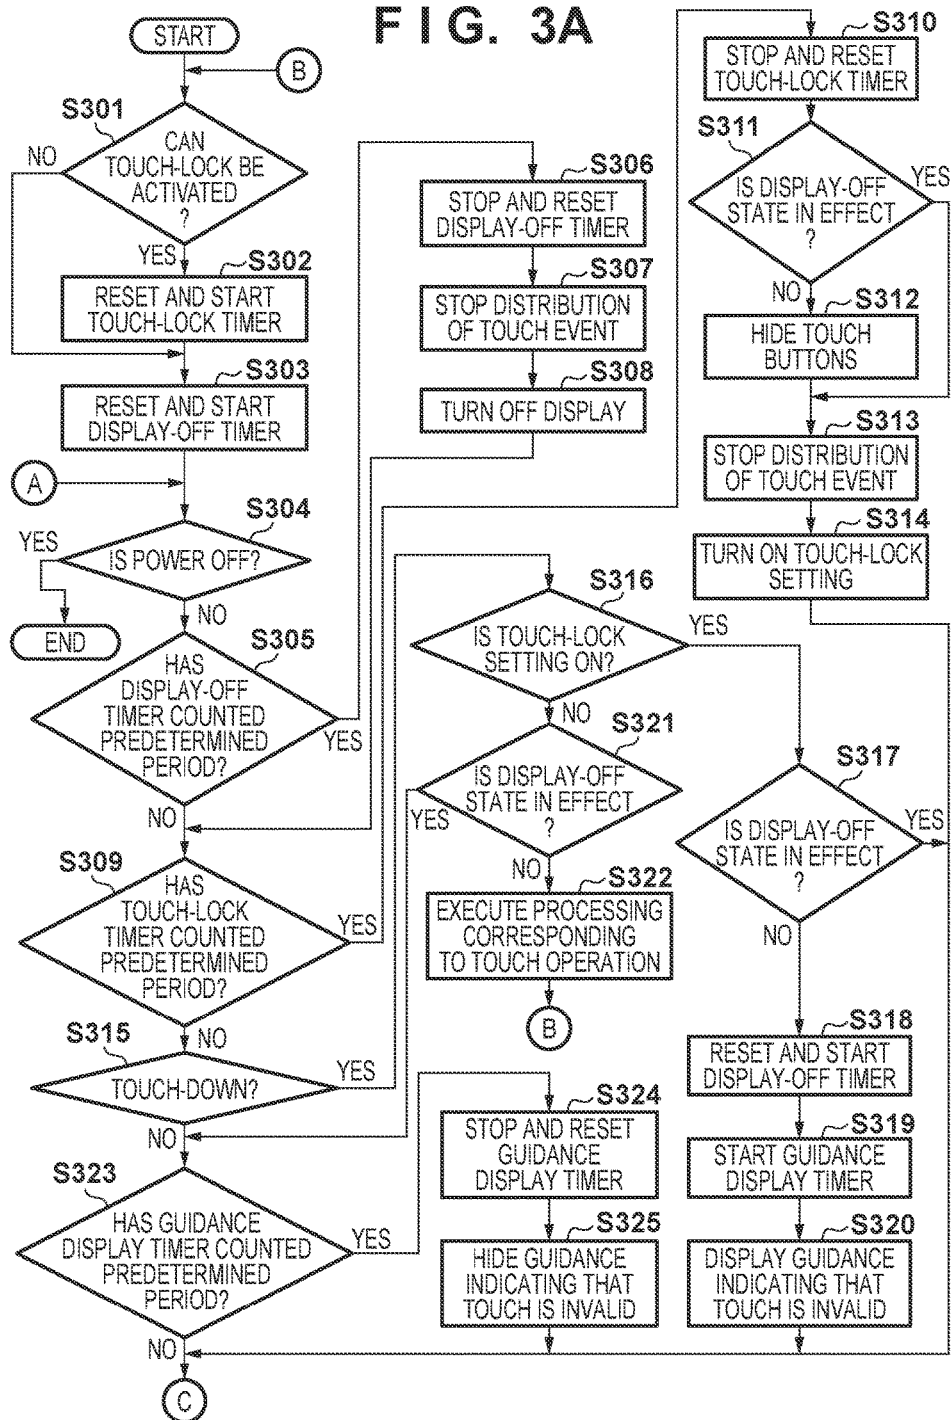 FIG. 3A
START
B
S301
CAN
TOUCH-LOCK BE
ACTIVATED
?
NO
YES
S302
RESET AND START
TOUCH-LOCK TIMER
S303
RESET AND START
DISPLAY-OFF TIMER
A
S304
YES
IS POWER OFF?
NO
END
S305
HAS
DISPLAY-OFF
TIMER COUNTED
PREDETERMINED
PERIOD?
YES
NO
S306
STOP AND RESET
DISPLAY-OFF TIMER
S307
STOP DISTRIBUTION
OF TOUCH EVENT
S308
TURN OFF DISPLAY
S309
HAS
TOUCH-LOCK
TIMER COUNTED
PREDETERMINED
PERIOD?
YES
NO
S310
STOP AND RESET
TOUCH-LOCK TIMER
S311
IS DISPLAY-OFF
STATE IN EFFECT
?
YES
NO
S312
HIDE TOUCH
BUTTONS
S313
STOP DISTRIBUTION
OF TOUCH EVENT
S314
TURN ON TOUCH-LOCK
SETTING
S315
TOUCH-DOWN?
YES
NO
S316
IS TOUCH-LOCK
SETTING ON?
YES
NO
S321
IS DISPLAY-OFF
STATE IN EFFECT
?
YES
NO
S322
EXECUTE PROCESSING
CORRESPONDING
TO TOUCH OPERATION
B
S317
IS DISPLAY-OFF
STATE IN EFFECT
?
YES
NO
S318
RESET AND START
DISPLAY-OFF TIMER
S319
START GUIDANCE
DISPLAY TIMER
S320
DISPLAY GUIDANCE
INDICATING THAT
TOUCH IS INVALID
S323
HAS GUIDANCE
DISPLAY TIMER COUNTED
PREDETERMINED
PERIOD?
YES
NO
S324
STOP AND RESET
GUIDANCE
DISPLAY TIMER
S325
HIDE GUIDANCE
INDICATING THAT
TOUCH IS INVALID
C